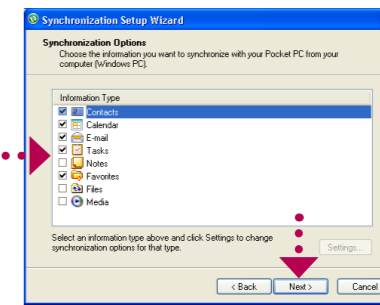 Synchronization Setup Wizard
Synchronization Options
Choose the information you want to synchronize with your Pocket PC from your
computer (Windows PC).
Information Type
Contacts
Calendar
E-mail
Tasks
Notes
Favorites
Files
Media
Select an information type above and click Settings to change
synchronization options for that type.
Settings...
< Back
Next >
Cancel